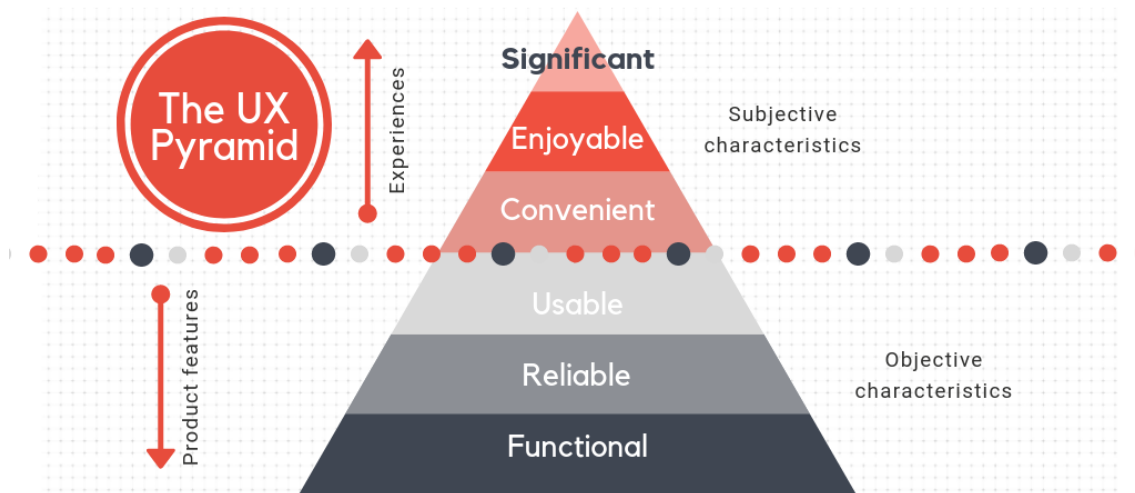 The UX
Pyramid
Experiences
Significant
Enjoyable
Convenient
Subjective
characteristics
Product features
Usable
Reliable
Functional
Objective
characteristics